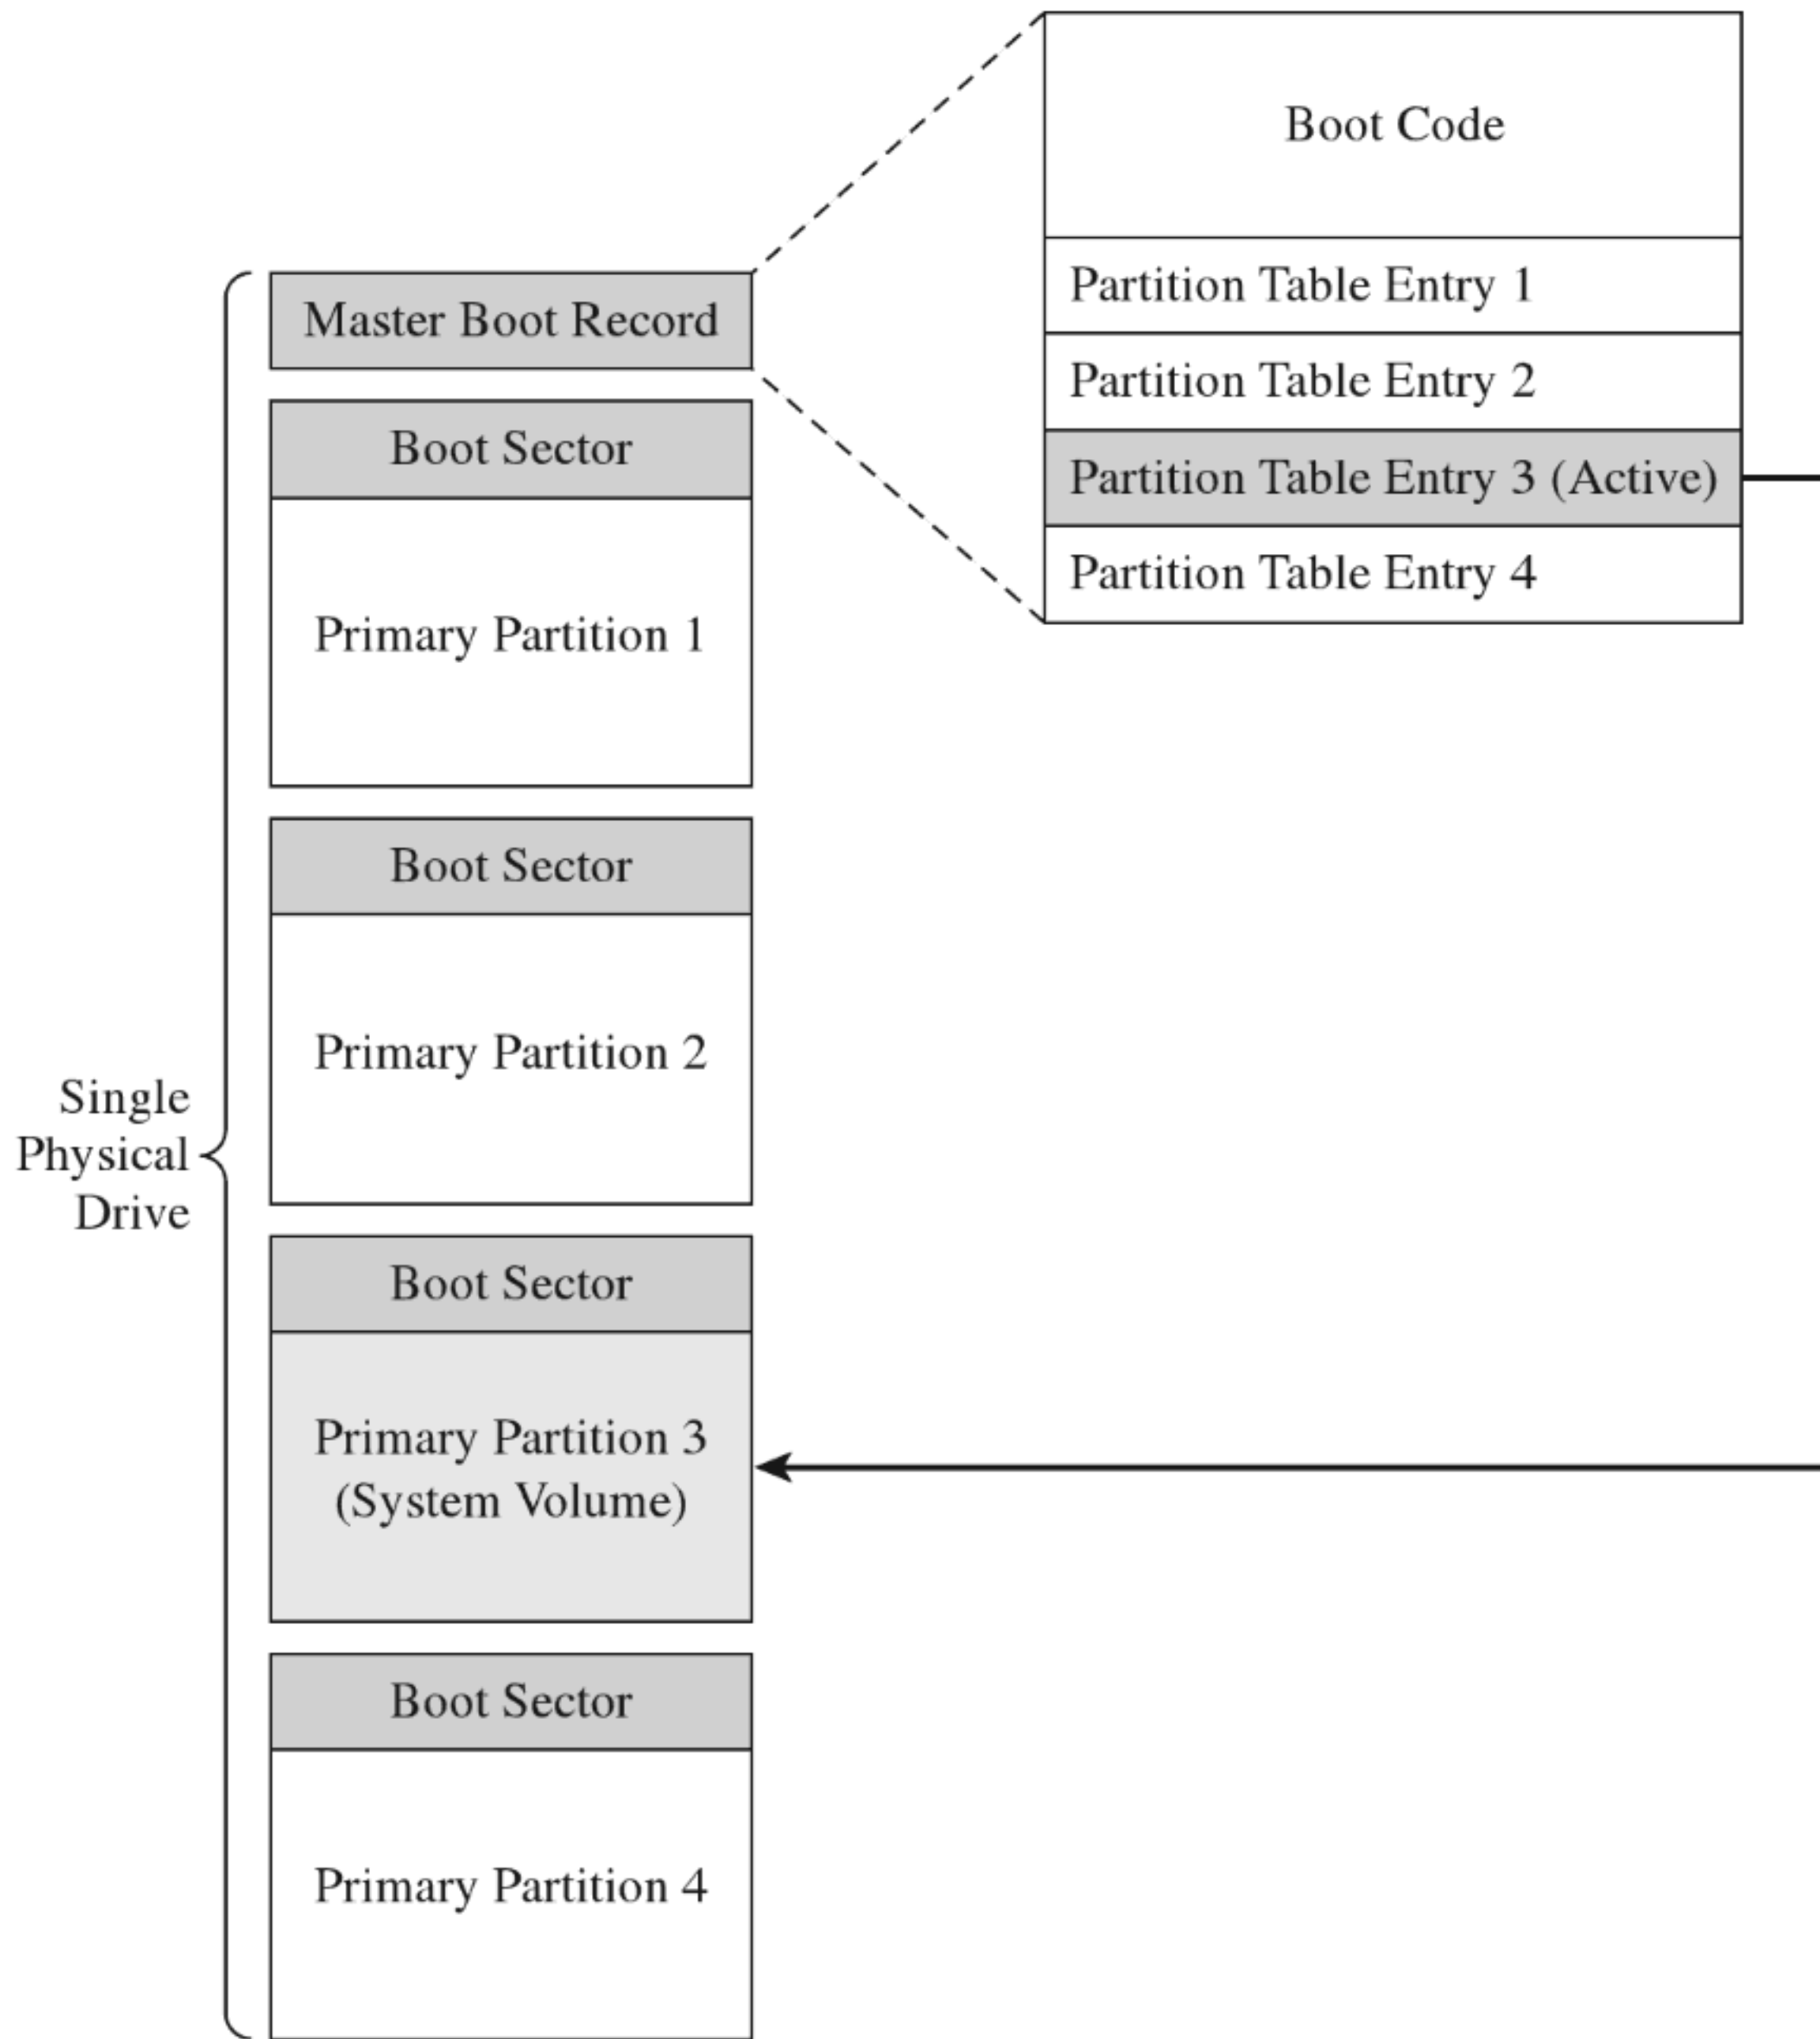 Boot Code
Partition Table Entry 1
Partition Table Entry 2
Partition Table Entry 3 (Active)
Partition Table Entry 4
Master Boot Record
Boot Sector
Primary Partition 1
Boot Sector
Primary Partition 2
Single
Physical
Drive
Boot Sector
Primary Partition 3
(System Volume)
Boot Sector
Primary Partition 4